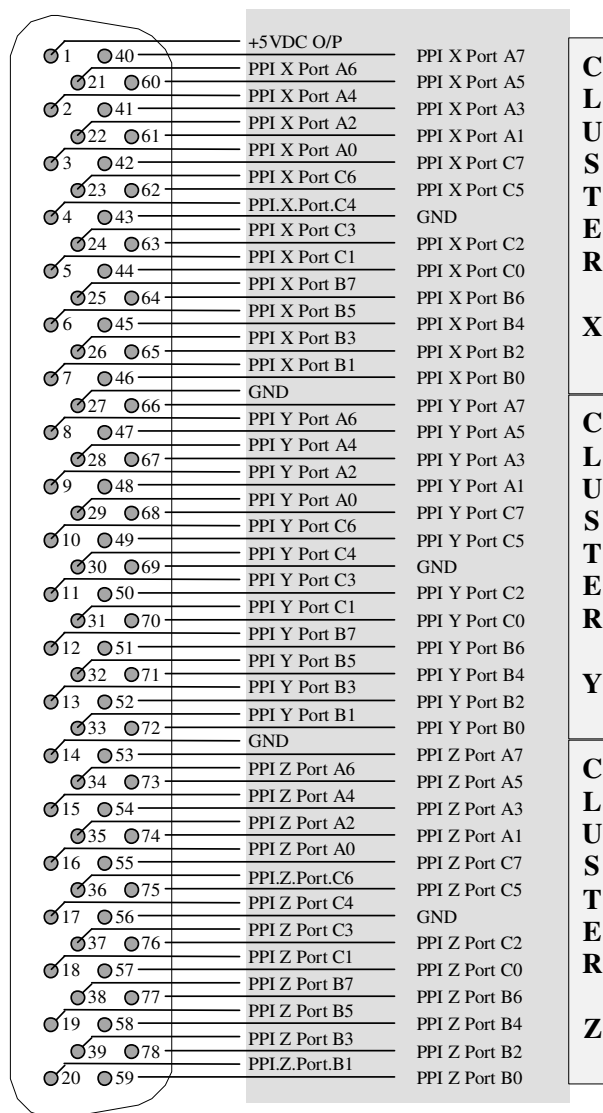 +5VDC O/P
1 40 PPI X Port A7
PPI X Port A6
21 60 PPI X Port A5
PPI X Port A4
2 41 PPI X Port A3
PPI X Port A2
22 61 PPI X Port A1
PPI X Port A0
3 42 PPI X Port C7
PPI X Port C6
23 62 PPI X Port C5
PPI.X.Port.C4
4 43 GND
PPI X Port C3
24 63 PPI X Port C2
PPI X Port C1
5 44 PPI X Port C0
PPI X Port B7
25 64 PPI X Port B6
PPI X Port B5
6 45 PPI X Port B4
PPI X Port B3
26 65 PPI X Port B2
PPI X Port B1
7 46 PPI X Port B0
GND
27 66 PPI Y Port A7
PPI Y Port A6
8 47 PPI Y Port A5
PPI Y Port A4
28 67 PPI Y Port A3
PPI Y Port A2
9 48 PPI Y Port A1
PPI Y Port A0
29 68 PPI Y Port C7
PPI Y Port C6
10 49 PPI Y Port C5
PPI Y Port C4
30 69 GND
PPI Y Port C3
11 50 PPI Y Port C2
PPI Y Port C1
31 70 PPI Y Port C0
PPI Y Port B7
12 51 PPI Y Port B6
PPI Y Port B5
32 71 PPI Y Port B4
PPI Y Port B3
13 52 PPI Y Port B2
PPI Y Port B1
33 72 PPI Y Port B0
GND
14 53 PPI Z Port A7
PPI Z Port A6
34 73 PPI Z Port A5
PPI Z Port A4
15 54 PPI Z Port A3
PPI Z Port A2
35 74 PPI Z Port A1
PPI Z Port A0
16 55 PPI Z Port C7
PPI.Z.Port.C6
36 75 PPI Z Port C5
PPI Z Port C4
17 56 GND
PPI Z Port C3
37 76 PPI Z Port C2
PPI Z Port C1
18 57 PPI Z Port C0
PPI Z Port B7
38 77 PPI Z Port B6
PPI Z Port B5
19 58 PPI Z Port B4
PPI Z Port B3
39 78 PPI Z Port B2
PPI.Z.Port.B1
20 59 PPI Z Port B0
CLUSTER X
CLUSTER Y
CLUSTER Z